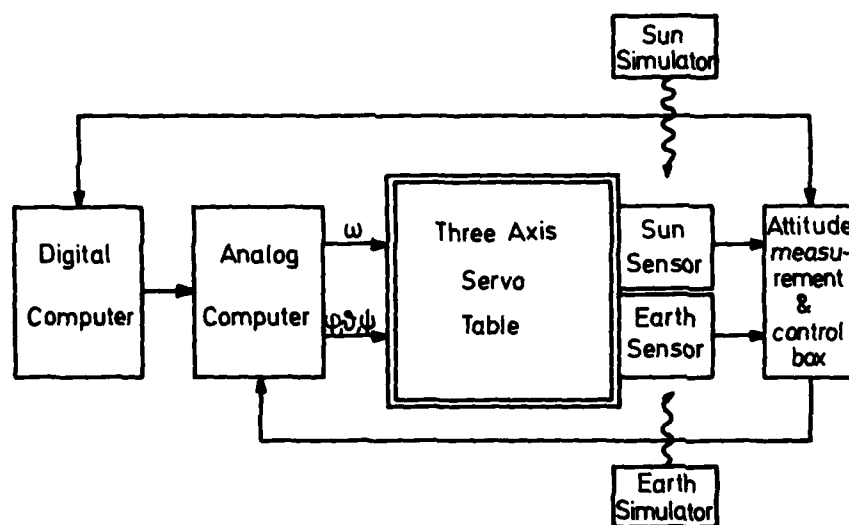 Sun
Simulator
Digital
Computer
Analog
Computer
ω
φ,ϑ,ψ
Three Axis
Servo
Table
Sun
Sensor
Earth
Sensor
Attitude
measu-
rement
&
control
box
Earth
Simulator